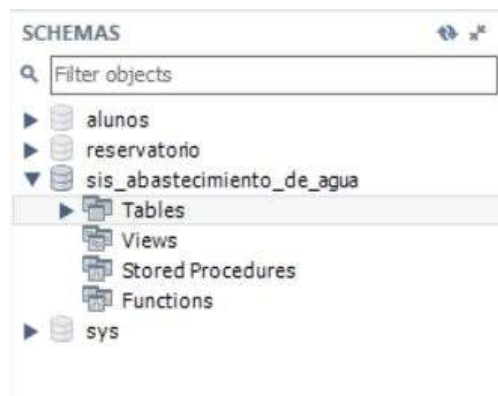 SCHEMAS
Filter objects
alunos
reservatorio
sis_abastecimiento_de_agua
Tables
Views
Stored Procedures
Functions
sys